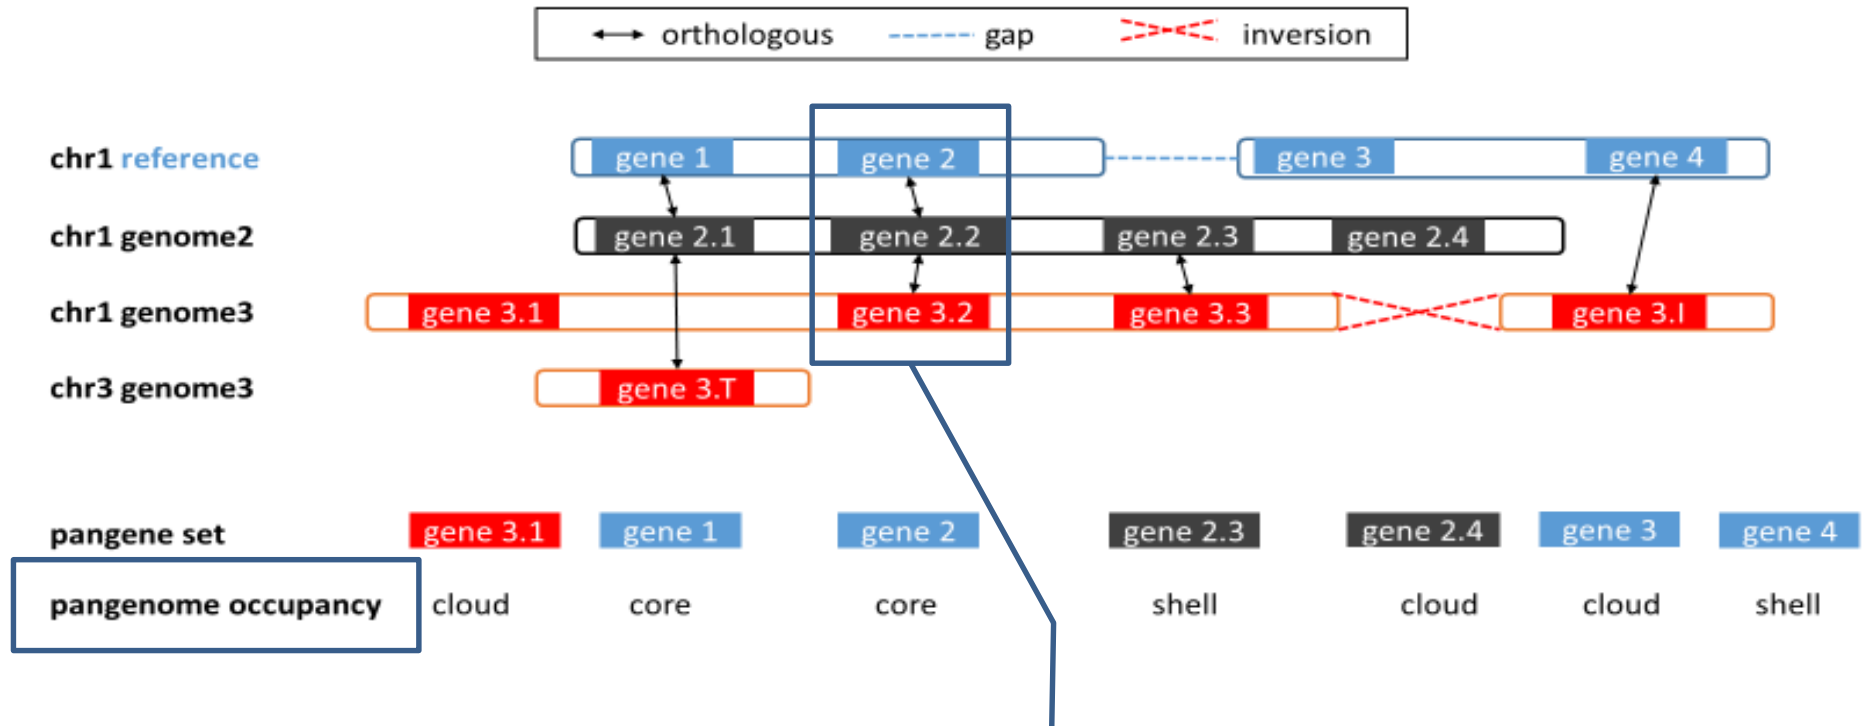 orthologous gap inversion
chr1 reference gene 1 gene 2 gene 3 gene 4
chr1 genome2 gene 2.1 gene 2.2 gene 2.3 gene 2.4
chr1 genome3 gene 3.1 gene 3.2 gene 3.3 gene 3.I
chr3 genome3 gene 3.T
pangene set gene 3.1 gene 1 gene 2 gene 2.3 gene 2.4 gene 3 gene 4
pangenome occupancy cloud core core shell cloud cloud shell